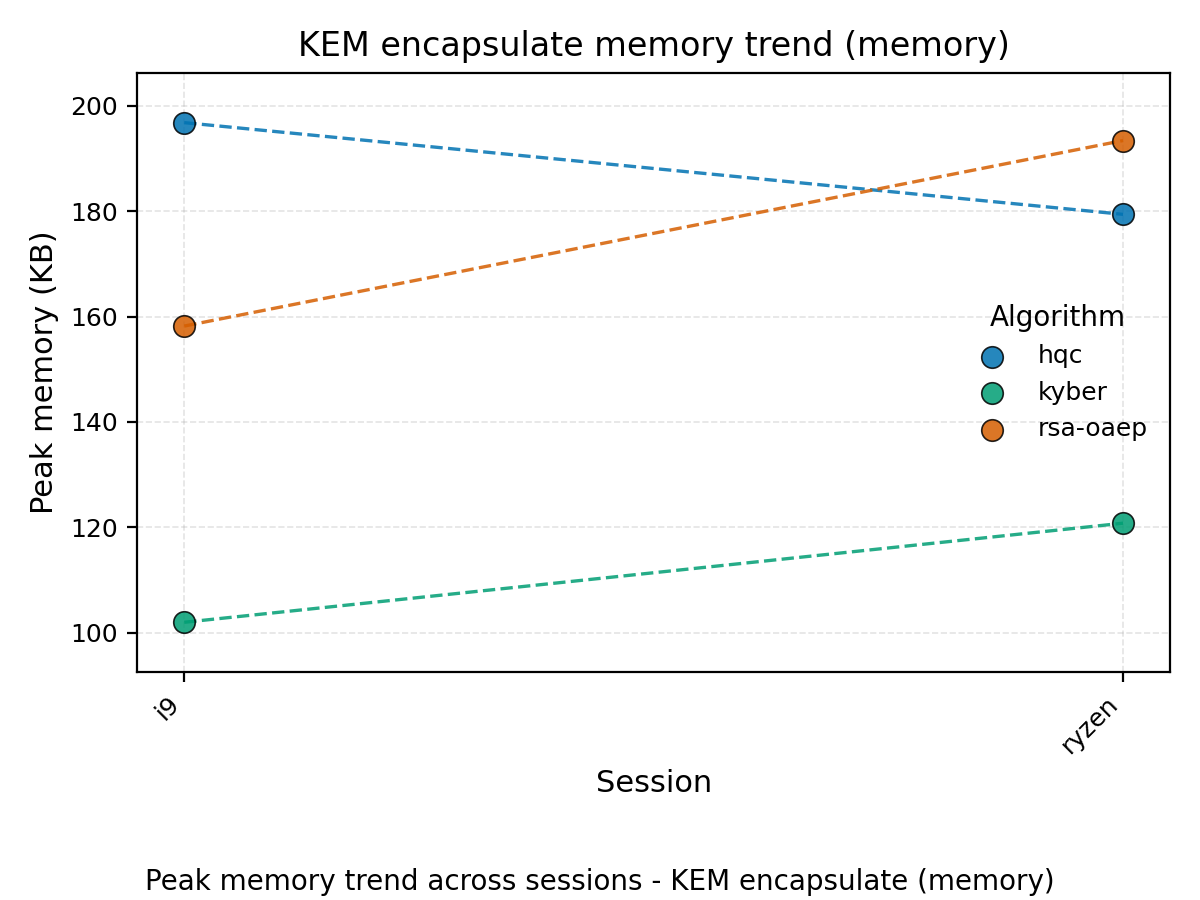 KEM encapsulate memory trend (memory)
Peak memory (KB)
200
180
160
140
120
100
Algorithm
hqc
kyber
rsa-oaep
i9
ryzen
Session
Peak memory trend across sessions - KEM encapsulate (memory)